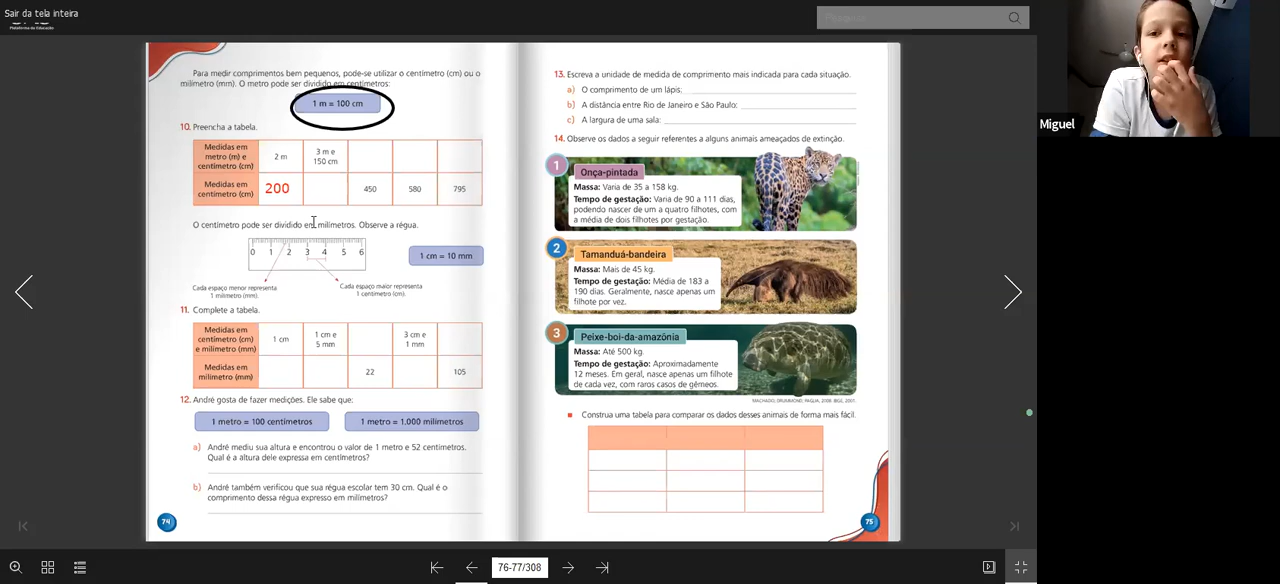 Sair da tela inteira
Plataforma de Educação
Para medir comprimentos bem pequenos, pode-se utilizar o centímetro (cm) ou o
milímetro (mm). O metro pode ser dividido em centímetros:
1 m = 100 cm
10. Preencha a tabela.
Medidas em
metro (m) e
centímetro (cm)
2 m
3 m e
150 cm
Medidas em
centímetro (cm)
200
450
580
795
O centímetro pode ser dividido em milímetros. Observe a régua.
0 1 2 3 4 5 6
1 cm = 10 mm
Cada espaço menor representa
1 milímetro (mm).
Cada espaço maior representa
1 centímetro (cm).
11. Complete a tabela.
Medidas em
centímetro (cm)
e milímetro (mm)
1 cm
1 cm e
5 mm
3 cm e
1 mm
Medidas em
milímetro (mm)
22
105
12. André gosta de fazer medições. Ele sabe que:
1 metro = 100 centímetros
1 metro = 1.000 milímetros
a) André mediu sua altura e encontrou o valor de 1 metro e 52 centímetros.
Qual é a altura dele expressa em centímetros?
b) André também verificou que sua régua escolar tem 30 cm. Qual é o
comprimento dessa régua expresso em milímetros?
74
13. Escreva a unidade de medida de comprimento mais indicada para cada situação.
a) O comprimento de um lápis:
b) A distância entre Rio de Janeiro e São Paulo:
c) A largura de uma sala:
14. Observe os dados a seguir referentes a alguns animais ameaçados de extinção.
1
Onça-pintada
Massa: Varia de 35 a 158 kg.
Tempo de gestação: Varia de 90 a 111 dias,
podendo nascer de um a quatro filhotes, com
a média de dois filhotes por gestação.
2
Tamanduá-bandeira
Massa: Mais de 45 kg.
Tempo de gestação: Média de 183 a
190 dias. Geralmente, nasce apenas um
filhote por vez.
3
Peixe-boi-da-amazônia
Massa: Até 500 kg.
Tempo de gestação: Aproximadamente
12 meses. Em geral, nasce apenas um filhote
de cada vez, com raros casos de gêmeos.
MACHADO; DRUMMOND; PAGLIA, 2008. IBGE, 2001.
Construa uma tabela para comparar os dados desses animais de forma mais fácil.
75
Miguel
76-77/308